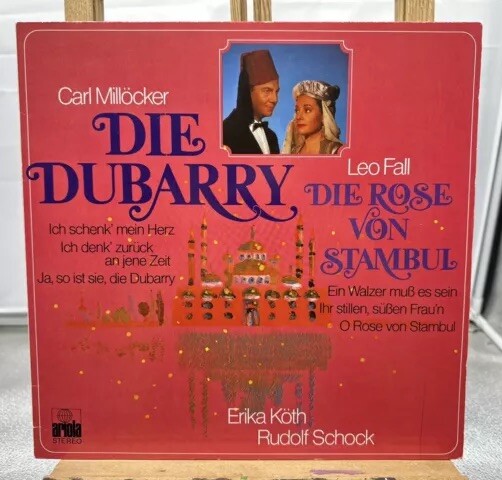 Carl Millöcker
DIE
DUBARRY
Ich schenk' mein Herz
Ich denk' zurück
an jene Zeit
Ja, so ist sie, die Dubarry
Leo Fall
DIE ROSE
VON
STAMBUL
Ein Walzer muß es sein
Ihr stillen, süßen Frau'n
O Rose von Stambul
Erika Köth
Rudolf Schock
ariola
STEREO